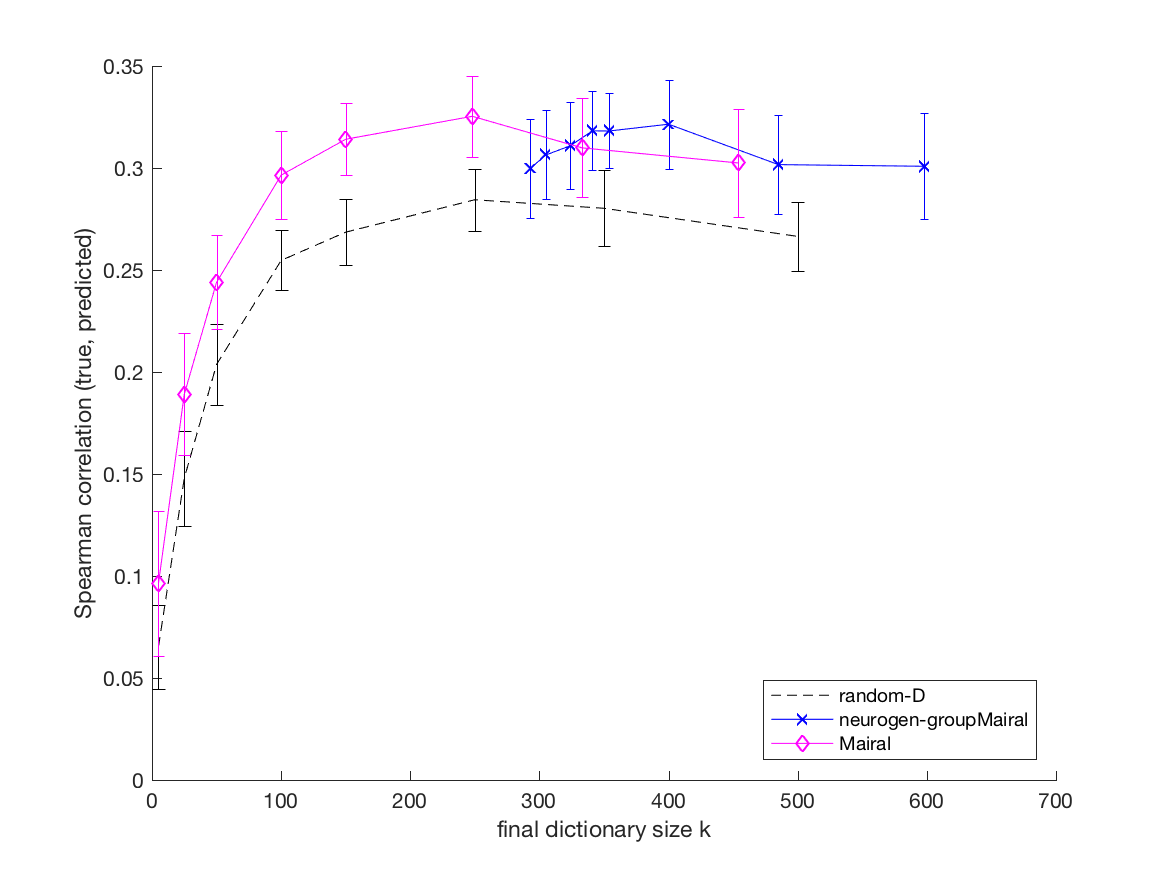 0.35
0.3
0.25
0.2
0.15
0.1
0.05
0
Spearman correlation (true, predicted)
random-D
neurogen-groupMairal
Mairal
0 100 200 300 400 500 600 700
final dictionary size k